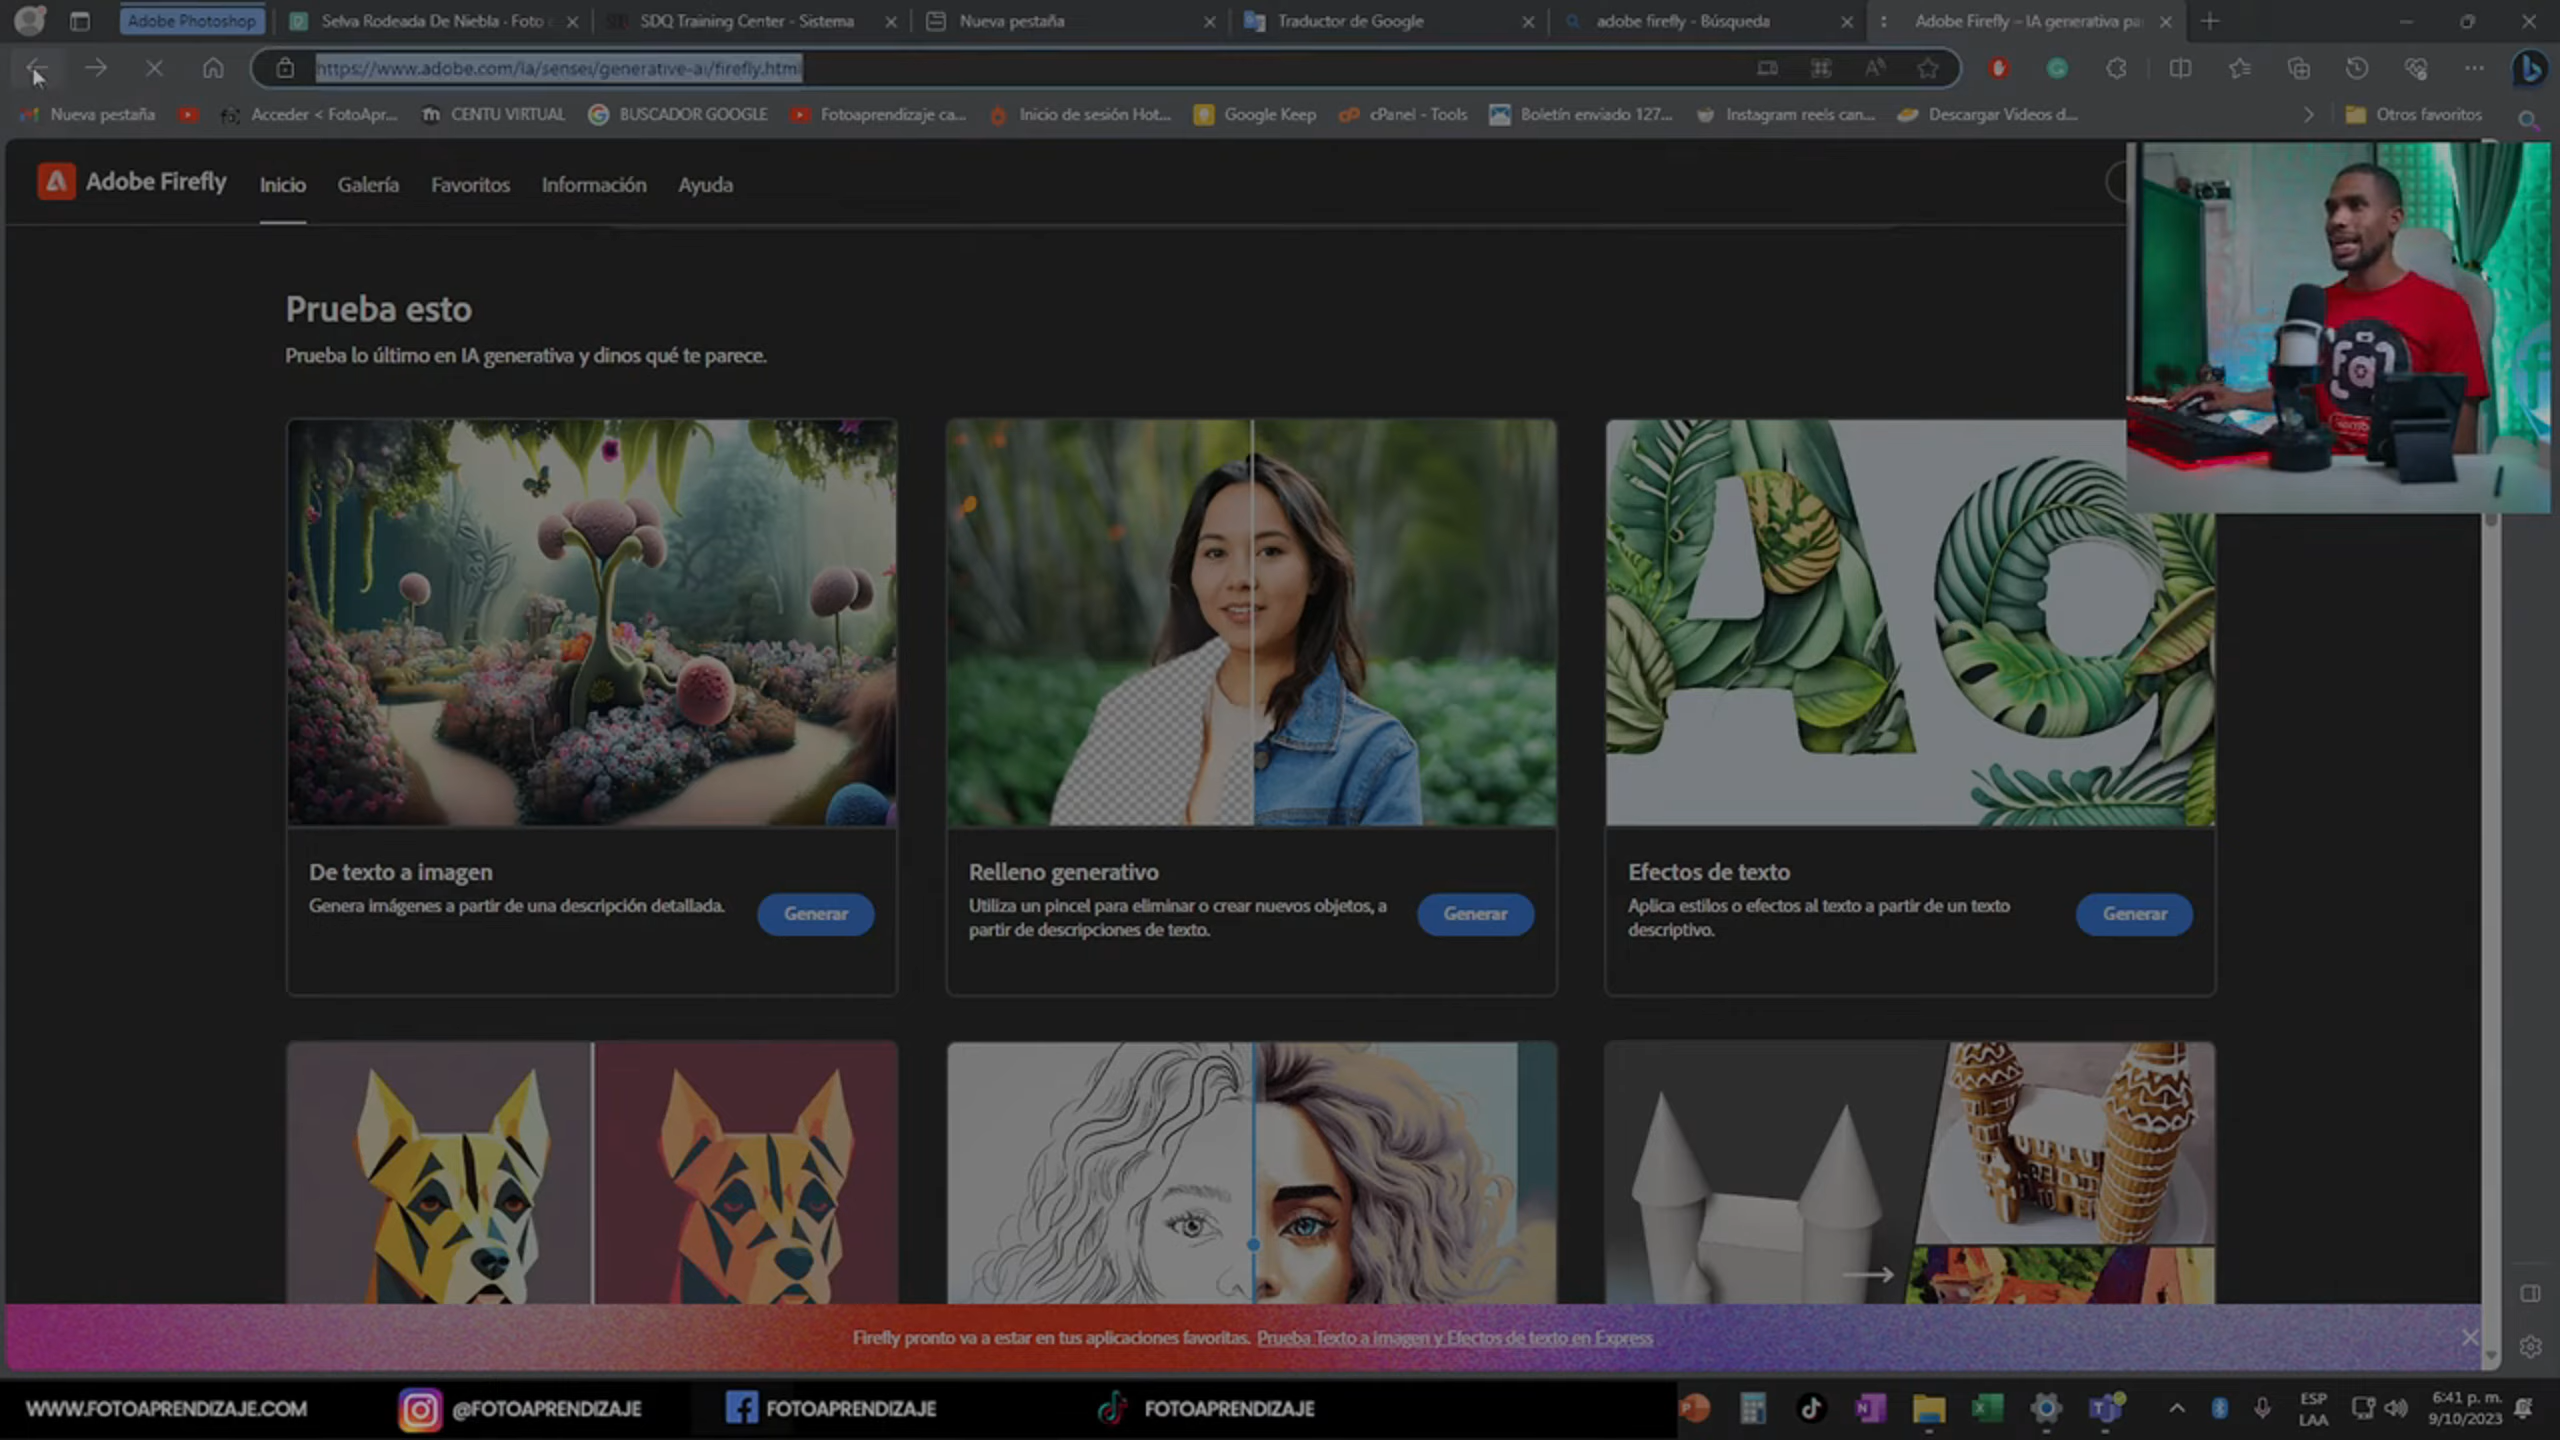 Adobe Photoshop
Selva Rodeada De Niebla - Foto
SDQ Training Center - Sistema
Nueva pestaña
Traductor de Google
adobe firefly - Búsqueda
Adobe Firefly – IA generativa pa
https://www.adobe.com/la/sensei/generative-ai/firefly.html
Nueva pestaña
Acceder < FotoApr...
CENTU VIRTUAL
BUSCADOR GOOGLE
Fotoaprendizaje ca...
Inicio de sesión Hot...
Google Keep
cPanel - Tools
Boletín enviado 127...
Instagram reels can...
Descargar Videos d...
Otros favoritos
Adobe Firefly
Inicio
Galería
Favoritos
Información
Ayuda
Prueba esto
Prueba lo último en IA generativa y dinos qué te parece.
De texto a imagen
Genera imágenes a partir de una descripción detallada.
Generar
Relleno generativo
Utiliza un pincel para eliminar o crear nuevos objetos, a
partir de descripciones de texto.
Generar
Efectos de texto
Aplica estilos o efectos al texto a partir de un texto
descriptivo.
Generar
Firefly pronto va a estar en tus aplicaciones favoritas. Prueba Texto a imagen y Efectos de texto en Express
WWW.FOTOAPRENDIZAJE.COM
@FOTOAPRENDIZAJE
FOTOAPRENDIZAJE
FOTOAPRENDIZAJE
ESP
LAA
6:41 p. m.
9/10/2023